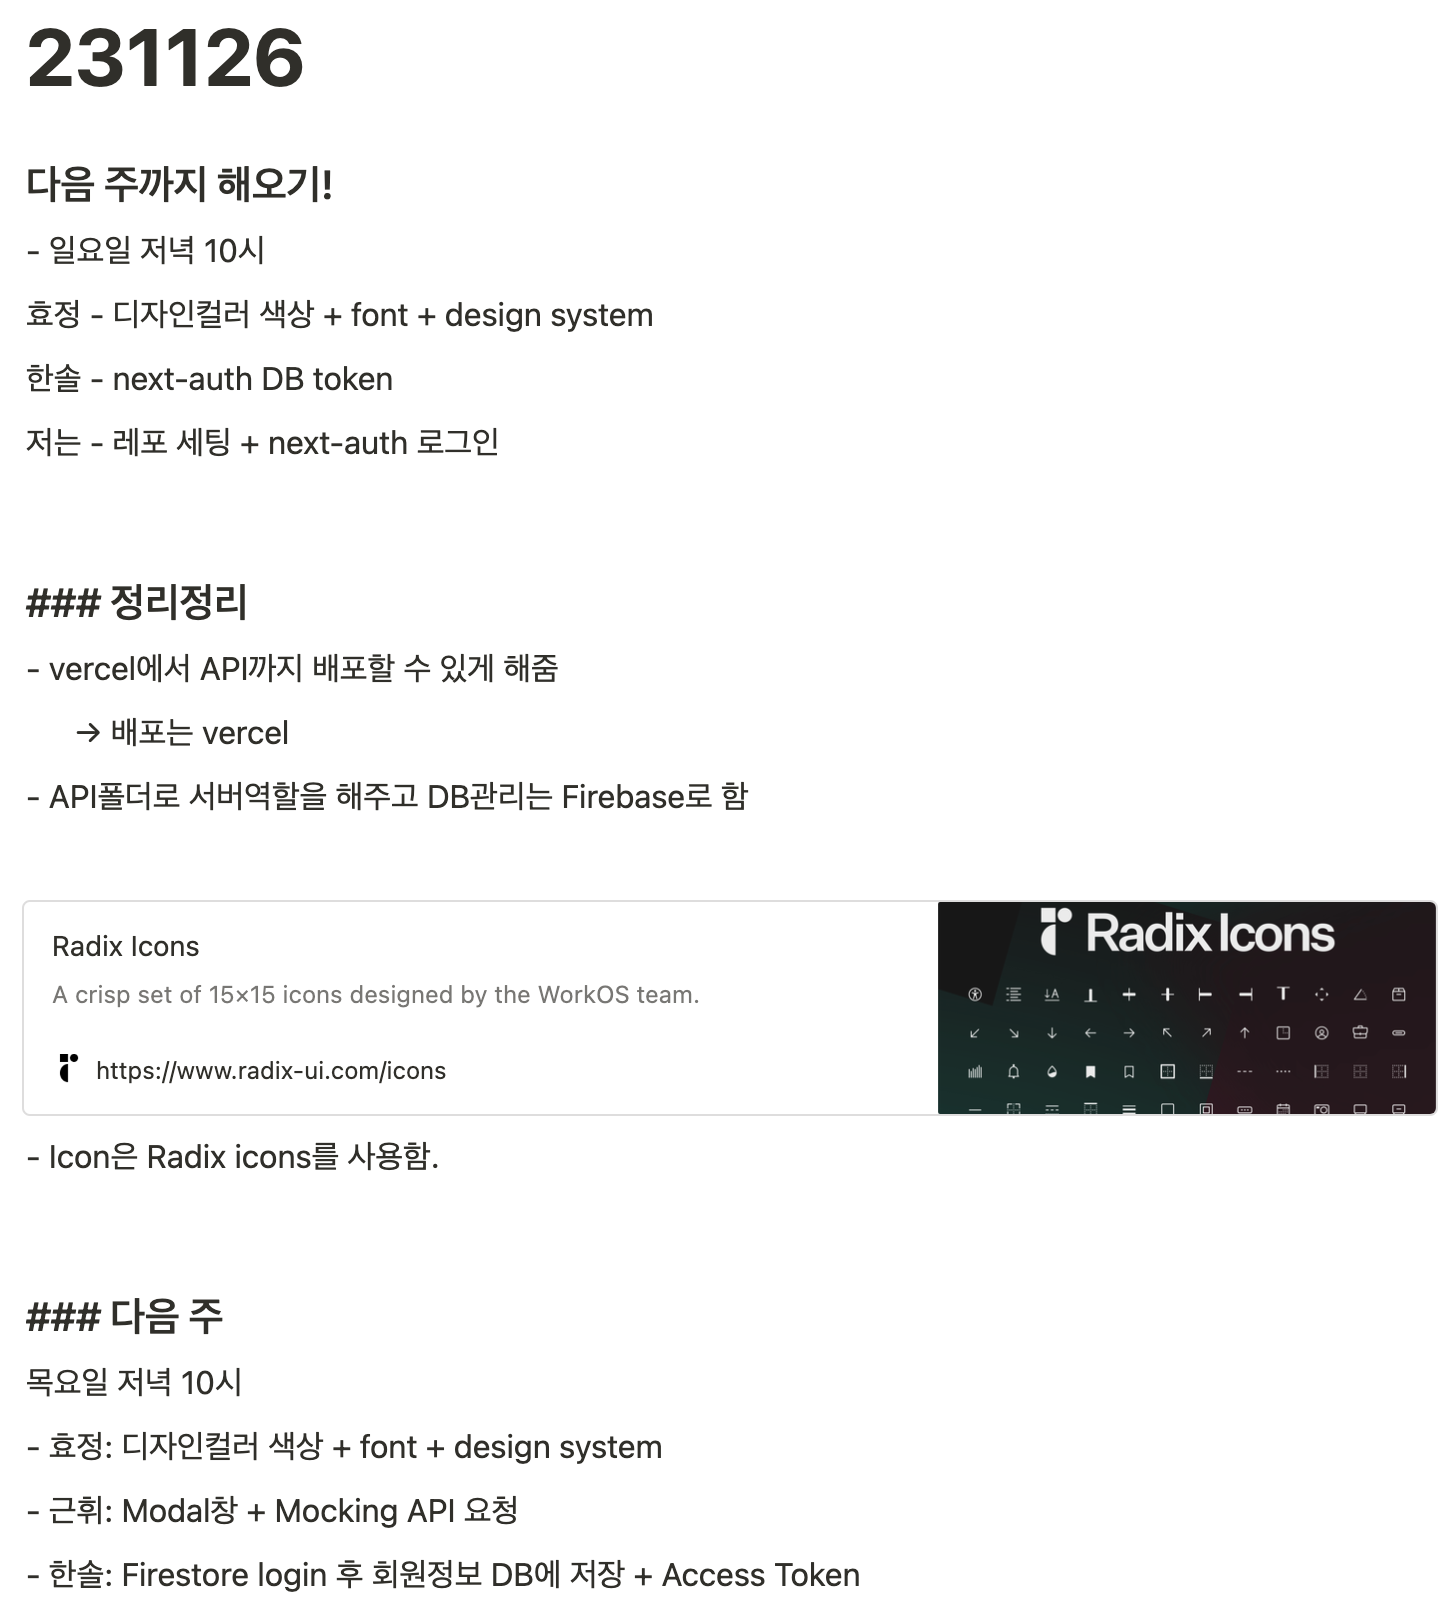 231126
다음 주까지 해오기!
- 일요일 저녁 10시
효정 - 디자인컬러 색상 + font + design system
한솔 - next-auth DB token
저는 - 레포 세팅 + next-auth 로그인
### 정리정리
- vercel에서 API까지 배포할 수 있게 해줌
→ 배포는 vercel
- API폴더로 서버역할을 해주고 DB관리는 Firebase로 함
Radix Icons
A crisp set of 15×15 icons designed by the WorkOS team.
https://www.radix-ui.com/icons
Radix Icons
- Icon은 Radix icons를 사용함.
### 다음 주
목요일 저녁 10시
- 효정: 디자인컬러 색상 + font + design system
- 근휘: Modal창 + Mocking API 요청
- 한솔: Firestore login 후 회원정보 DB에 저장 + Access Token